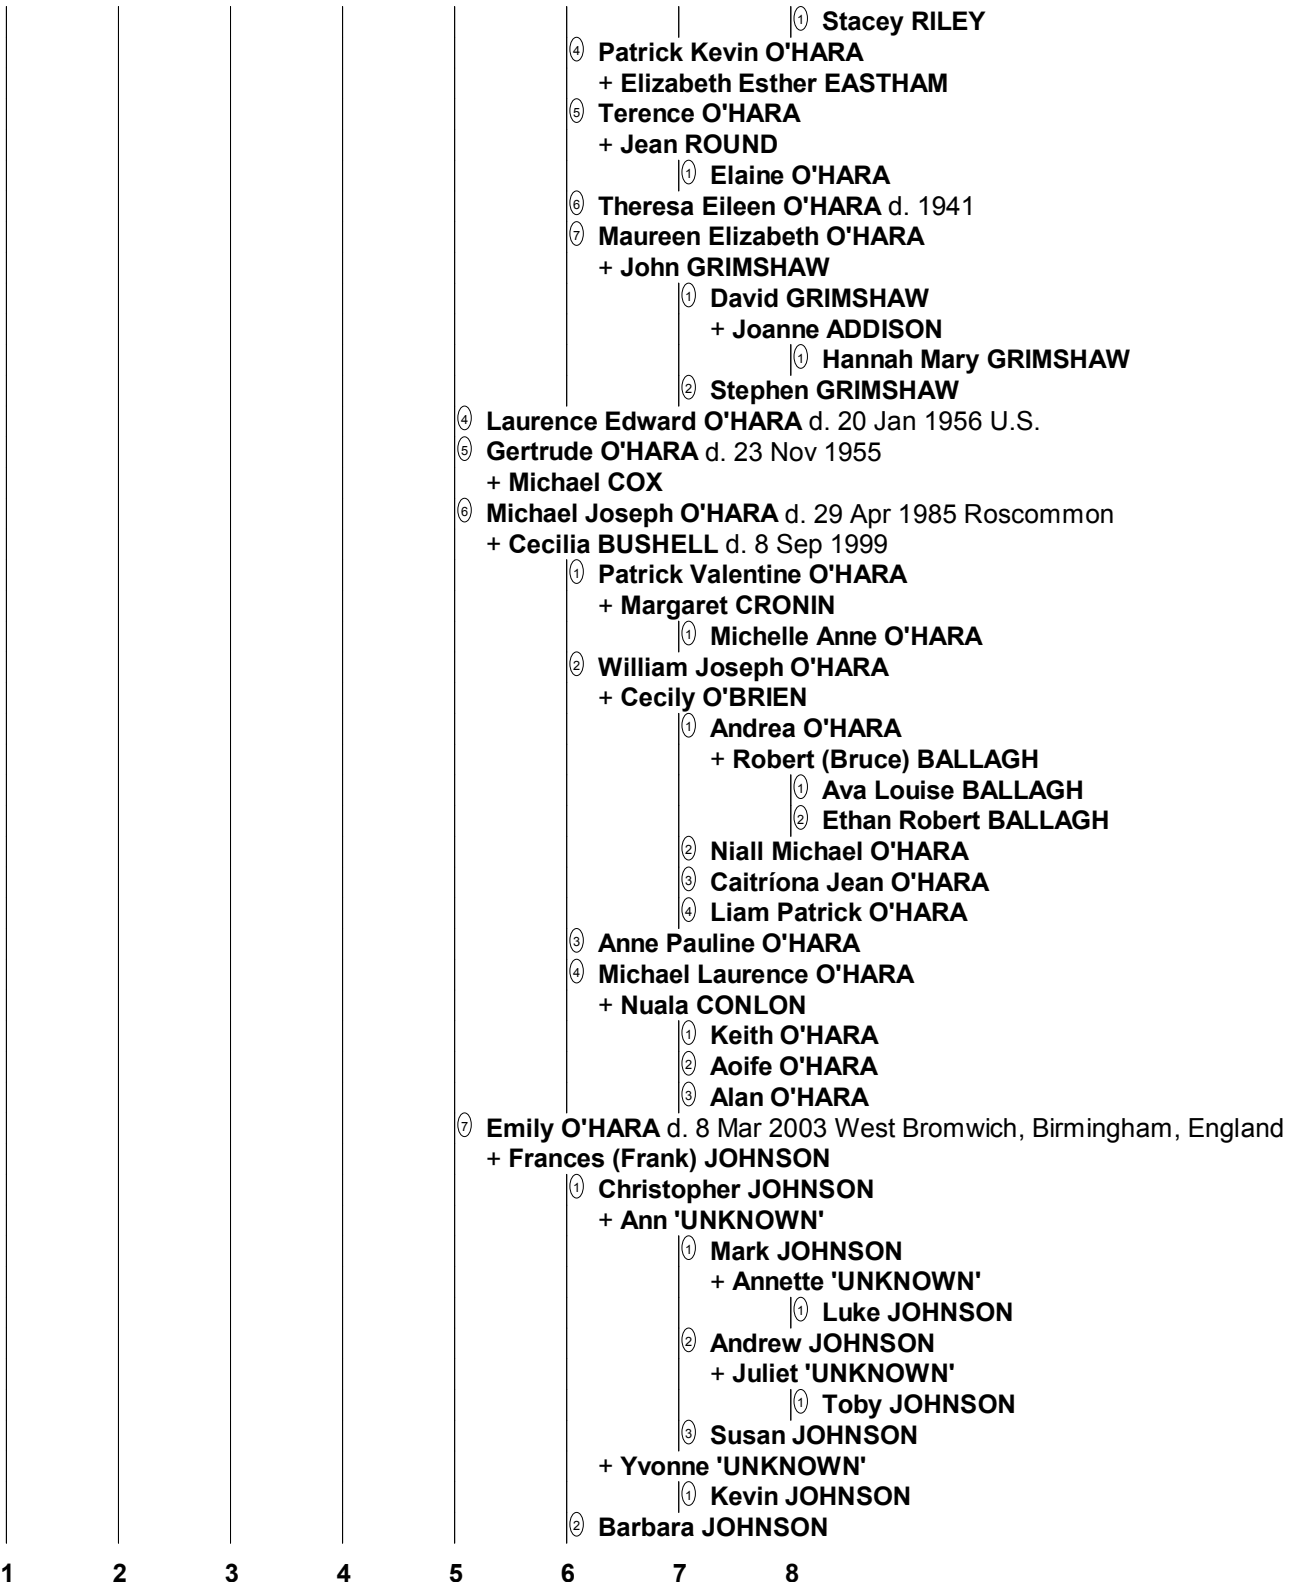 ① Stacey RILEY
④ Patrick Kevin O'HARA
+ Elizabeth Esther EASTHAM
⑤ Terence O'HARA
+ Jean ROUND
① Elaine O'HARA
⑥ Theresa Eileen O'HARA d. 1941
⑦ Maureen Elizabeth O'HARA
+ John GRIMSHAW
① David GRIMSHAW
+ Joanne ADDISON
① Hannah Mary GRIMSHAW
② Stephen GRIMSHAW
④ Laurence Edward O'HARA d. 20 Jan 1956 U.S.
⑤ Gertrude O'HARA d. 23 Nov 1955
+ Michael COX
⑥ Michael Joseph O'HARA d. 29 Apr 1985 Roscommon
+ Cecilia BUSHELL d. 8 Sep 1999
① Patrick Valentine O'HARA
+ Margaret CRONIN
① Michelle Anne O'HARA
② William Joseph O'HARA
+ Cecily O'BRIEN
① Andrea O'HARA
+ Robert (Bruce) BALLAGH
① Ava Louise BALLAGH
② Ethan Robert BALLAGH
② Niall Michael O'HARA
③ Caitríona Jean O'HARA
④ Liam Patrick O'HARA
③ Anne Pauline O'HARA
④ Michael Laurence O'HARA
+ Nuala CONLON
① Keith O'HARA
② Aoife O'HARA
③ Alan O'HARA
⑦ Emily O'HARA d. 8 Mar 2003 West Bromwich, Birmingham, England
+ Frances (Frank) JOHNSON
① Christopher JOHNSON
+ Ann 'UNKNOWN'
① Mark JOHNSON
+ Annette 'UNKNOWN'
① Luke JOHNSON
② Andrew JOHNSON
+ Juliet 'UNKNOWN'
① Toby JOHNSON
③ Susan JOHNSON
+ Yvonne 'UNKNOWN'
① Kevin JOHNSON
② Barbara JOHNSON
1 2 3 4 5 6 7 8